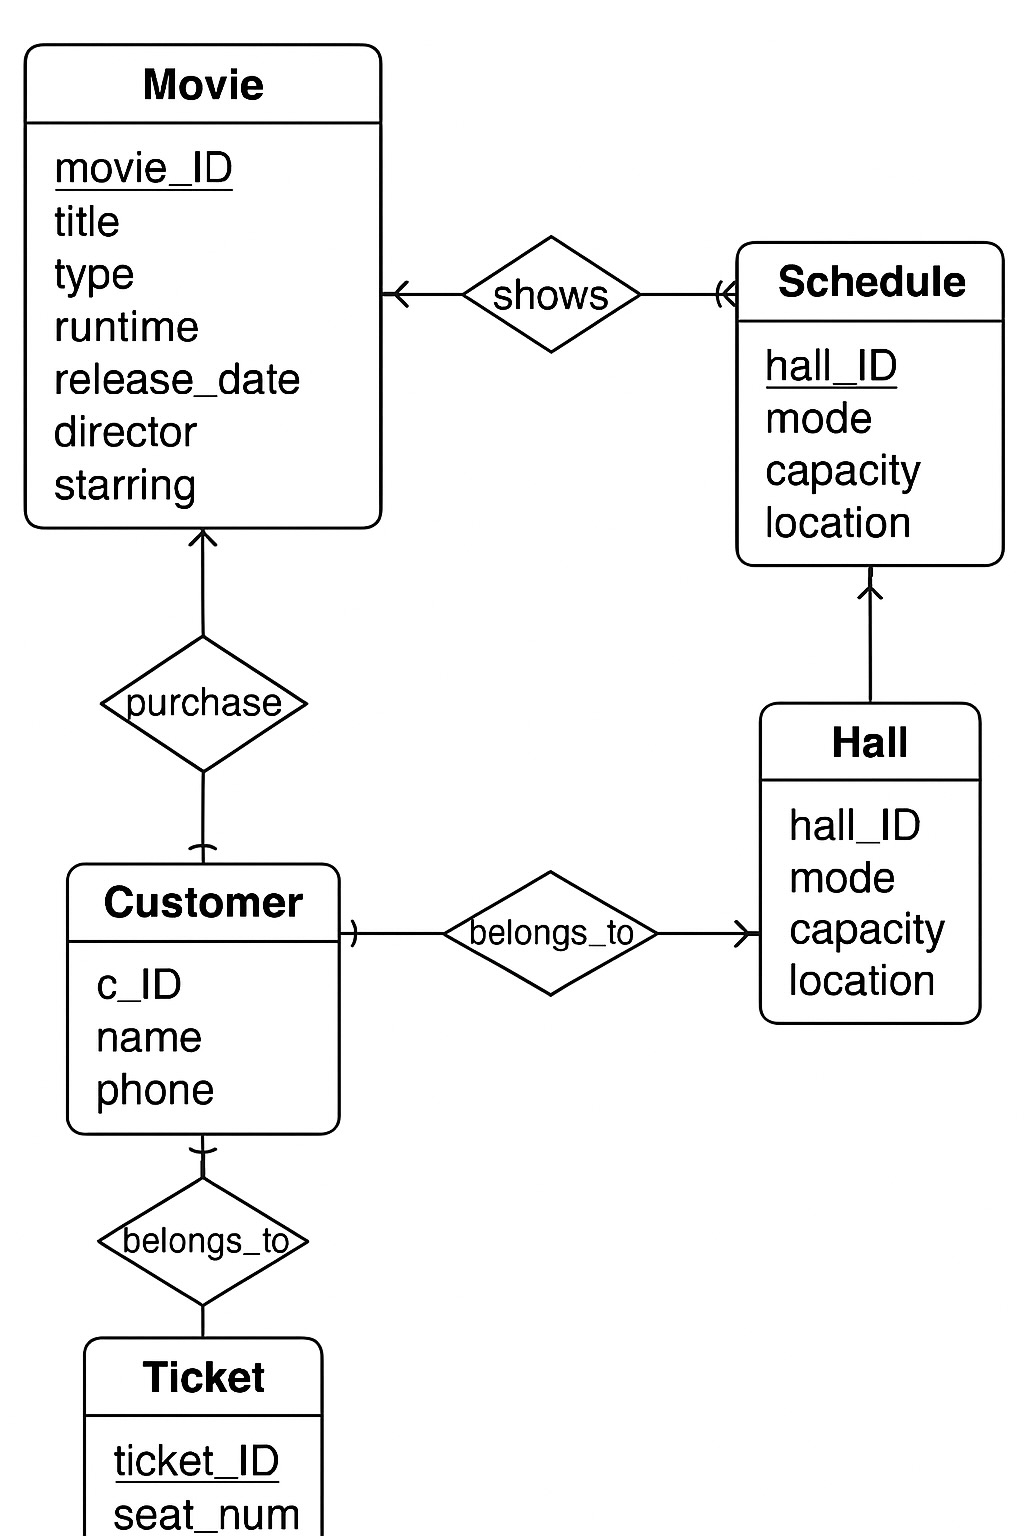 Movie
movie_ID
title
type
runtime
release_date
director
starring
shows
Schedule
hall_ID
mode
capacity
location
purchase
Hall
hall_ID
mode
capacity
location
Customer
c_ID
name
phone
belongs_to
belongs_to
Ticket
ticket_ID
seat_num